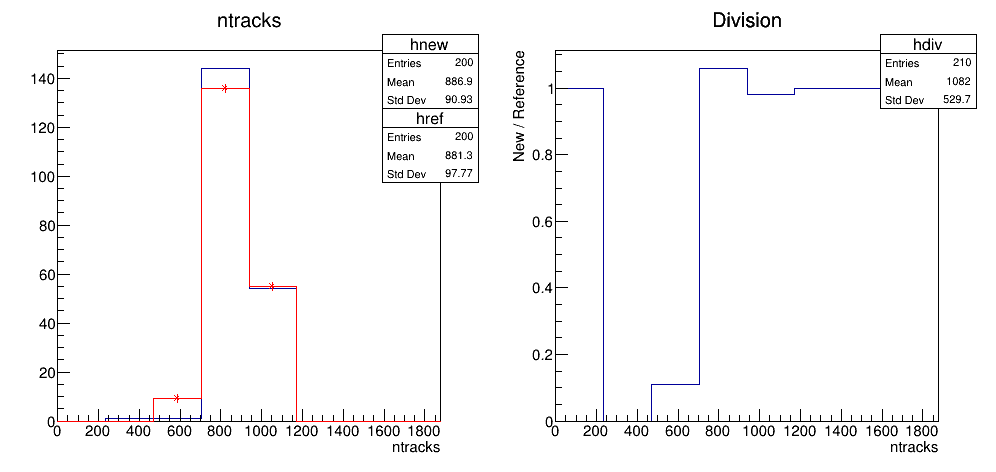 ntracks
hnew
Entries 200
Mean 886.9
Std Dev 90.93
href
Entries 200
Mean 881.3
Std Dev 97.77
140
120
100
80
60
40
20
0
0 200 400 600 800 1000 1200 1400 1600 1800
ntracks
Division
hdiv
Entries 210
Mean 1082
Std Dev 529.7
New / Reference
1
0.8
0.6
0.4
0.2
0
0 200 400 600 800 1000 1200 1400 1600 1800
ntracks